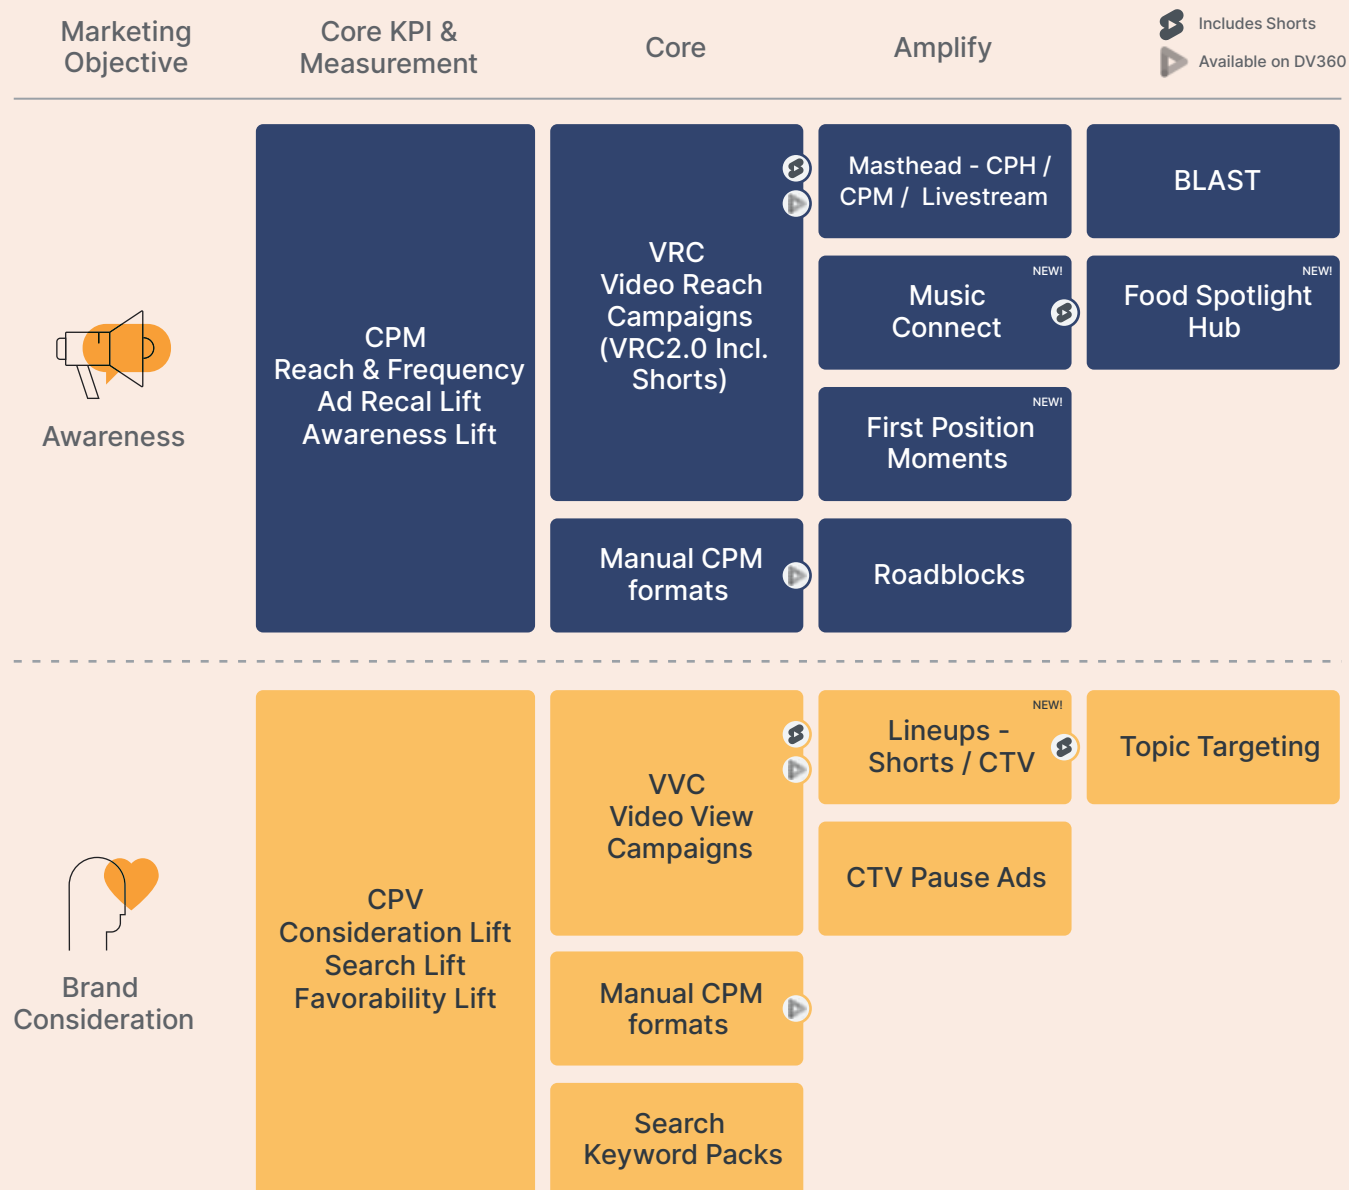 Marketing
Objective
Core KPI &
Measurement
Core
Amplify
Includes Shorts
Available on DV360
Awareness
CPM
Reach & Frequency
Ad Recal Lift
Awareness Lift
VRC
Video Reach
Campaigns
(VRC2.0 Incl.
Shorts)
Manual CPM
formats
Masthead - CPH /
CPM / Livestream
BLAST
NEW!
Music
Connect
NEW!
Food Spotlight
Hub
NEW!
First Position
Moments
Roadblocks
Brand
Consideration
CPV
Consideration Lift
Search Lift
Favorability Lift
VVC
Video View
Campaigns
Manual CPM
formats
Search
Keyword Packs
NEW!
Lineups -
Shorts / CTV
Topic Targeting
CTV Pause Ads